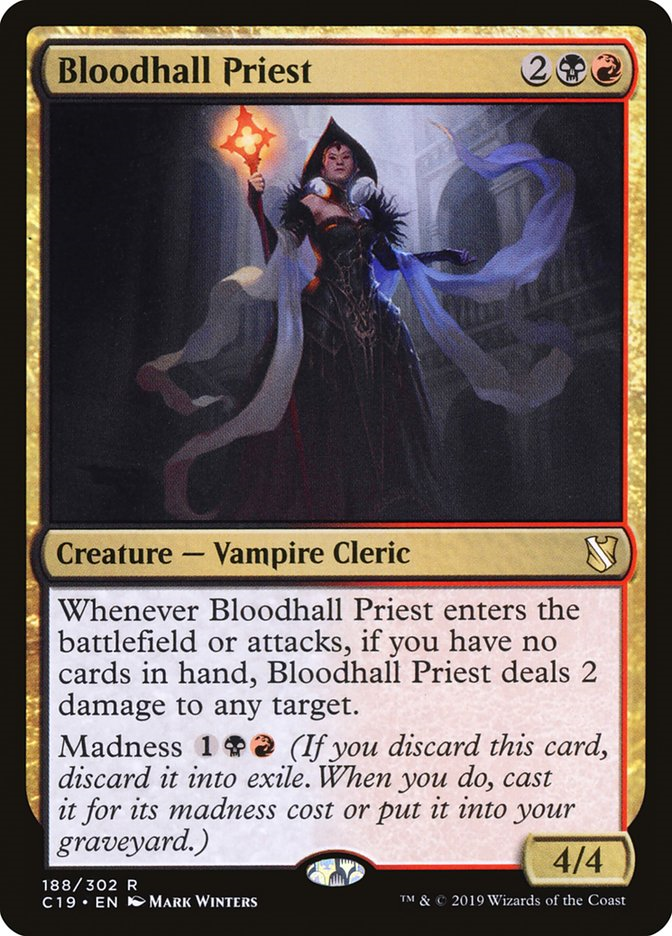 Bloodhall Priest 2
Creature — Vampire Cleric
Whenever Bloodhall Priest enters the
battlefield or attacks, if you have no
cards in hand, Bloodhall Priest deals 2
damage to any target.
Madness 1 (If you discard this card,
discard it into exile. When you do, cast
it for its madness cost or put it into your
graveyard.)
4/4
188/302 R
C19 • EN Mark Winters ™ & © 2019 Wizards of the Coast